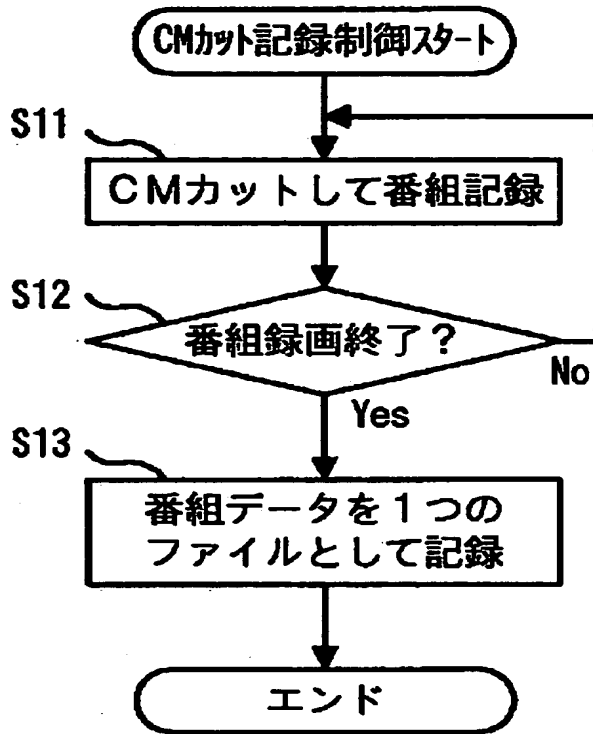 CMカット記録制御スタート
S11
CMカットして番組記録
S12
番組録画終了?
No
Yes
S13
番組データを1つの
ファイルとして記録
エンド